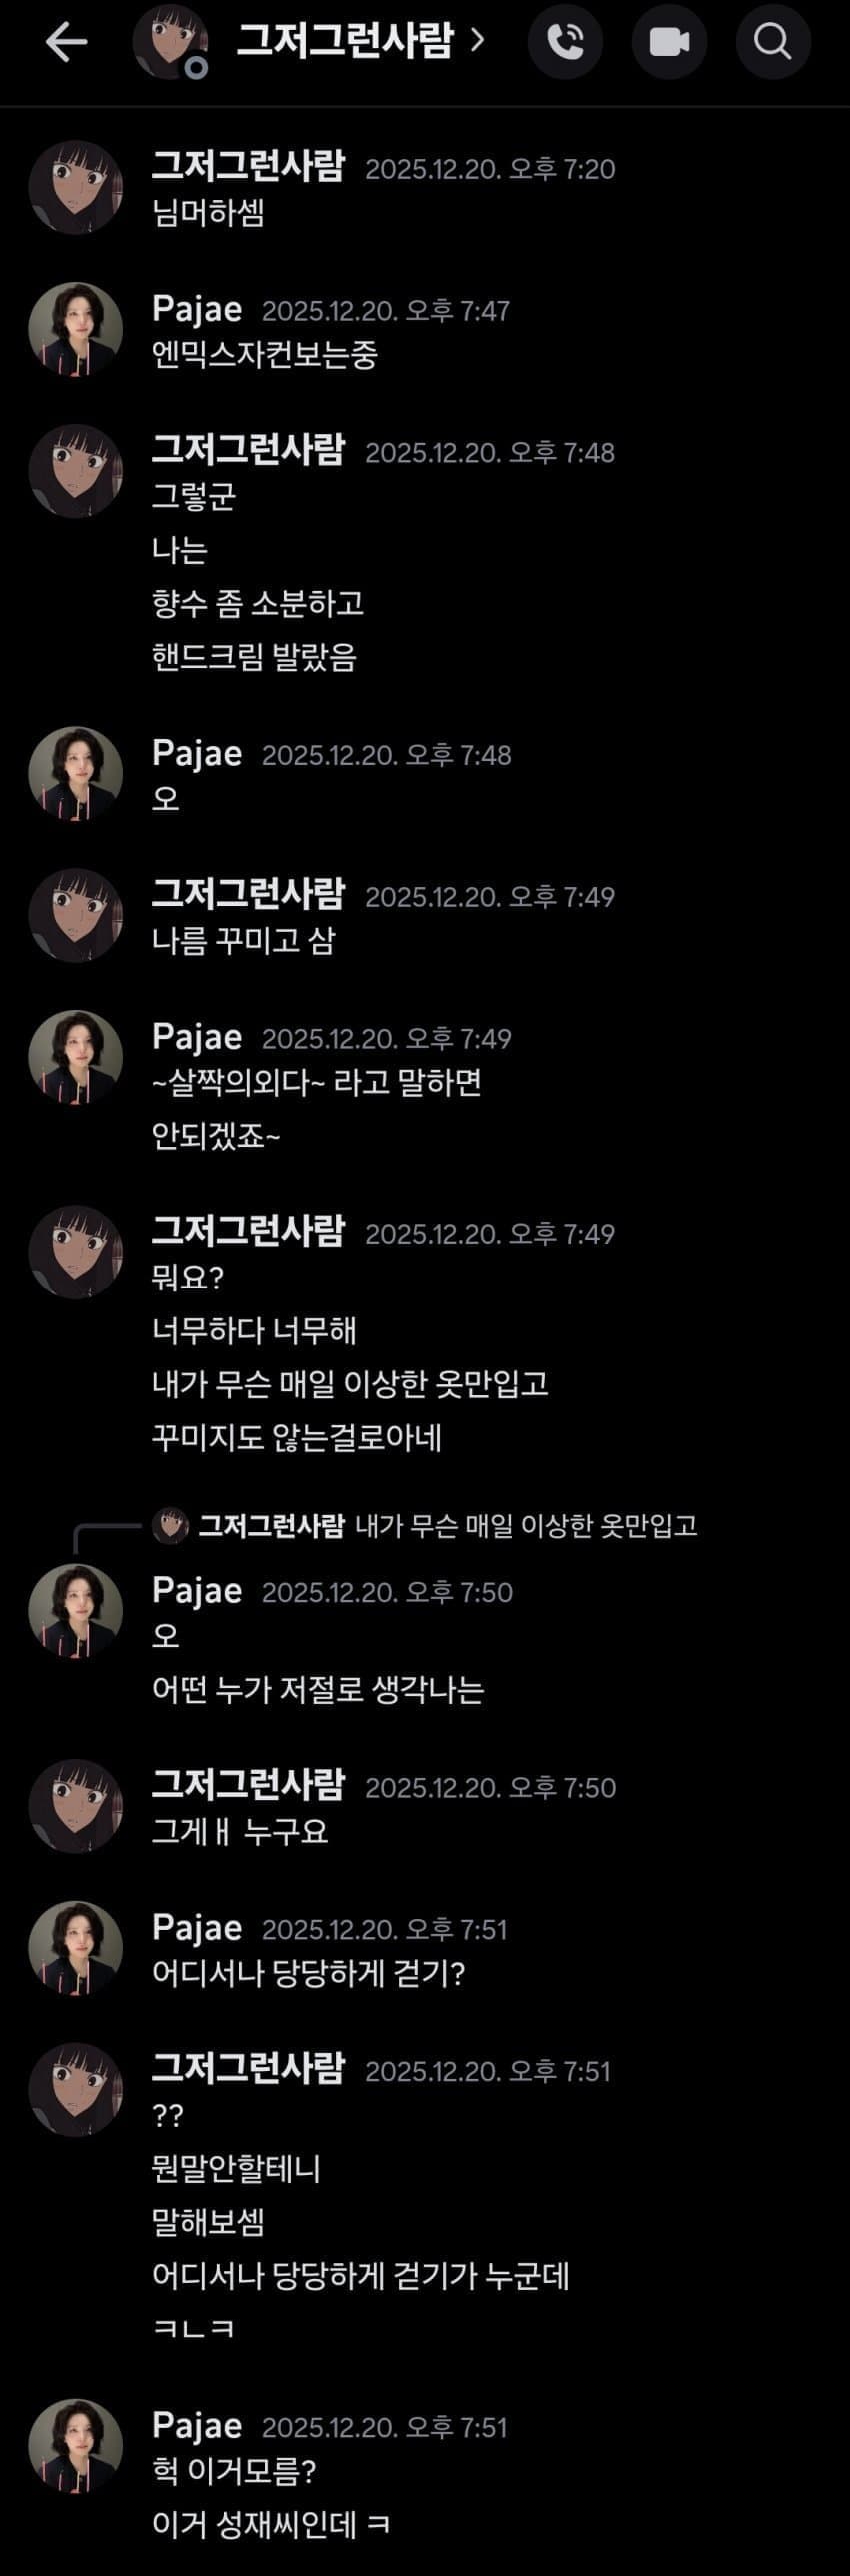 그저그런사람
그저그런사람 2025.12.20. 오후 7:20
님머하셈
Pajae 2025.12.20. 오후 7:47
엔믹스자컨보는중
그저그런사람 2025.12.20. 오후 7:48
그렇군
나는
향수 좀 소분하고
핸드크림 발랐음
Pajae 2025.12.20. 오후 7:48
오
그저그런사람 2025.12.20. 오후 7:49
나름 꾸미고 삼
Pajae 2025.12.20. 오후 7:49
~살짝의외다~ 라고 말하면
안되겠죠~
그저그런사람 2025.12.20. 오후 7:49
뭐요?
너무하다 너무해
내가 무슨 매일 이상한 옷만입고
꾸미지도 않는걸로아네
그저그런사람 내가 무슨 매일 이상한 옷만입고
Pajae 2025.12.20. 오후 7:50
오
어떤 누가 저절로 생각나는
그저그런사람 2025.12.20. 오후 7:50
그게ㅐ 누구요
Pajae 2025.12.20. 오후 7:51
어디서나 당당하게 걷기?
그저그런사람 2025.12.20. 오후 7:51
??
뭔말안할테니
말해보셈
어디서나 당당하게 걷기가 누군데
ㅋㄴㅋ
Pajae 2025.12.20. 오후 7:51
헉 이거모름?
이거 성재씨인데 ㅋ